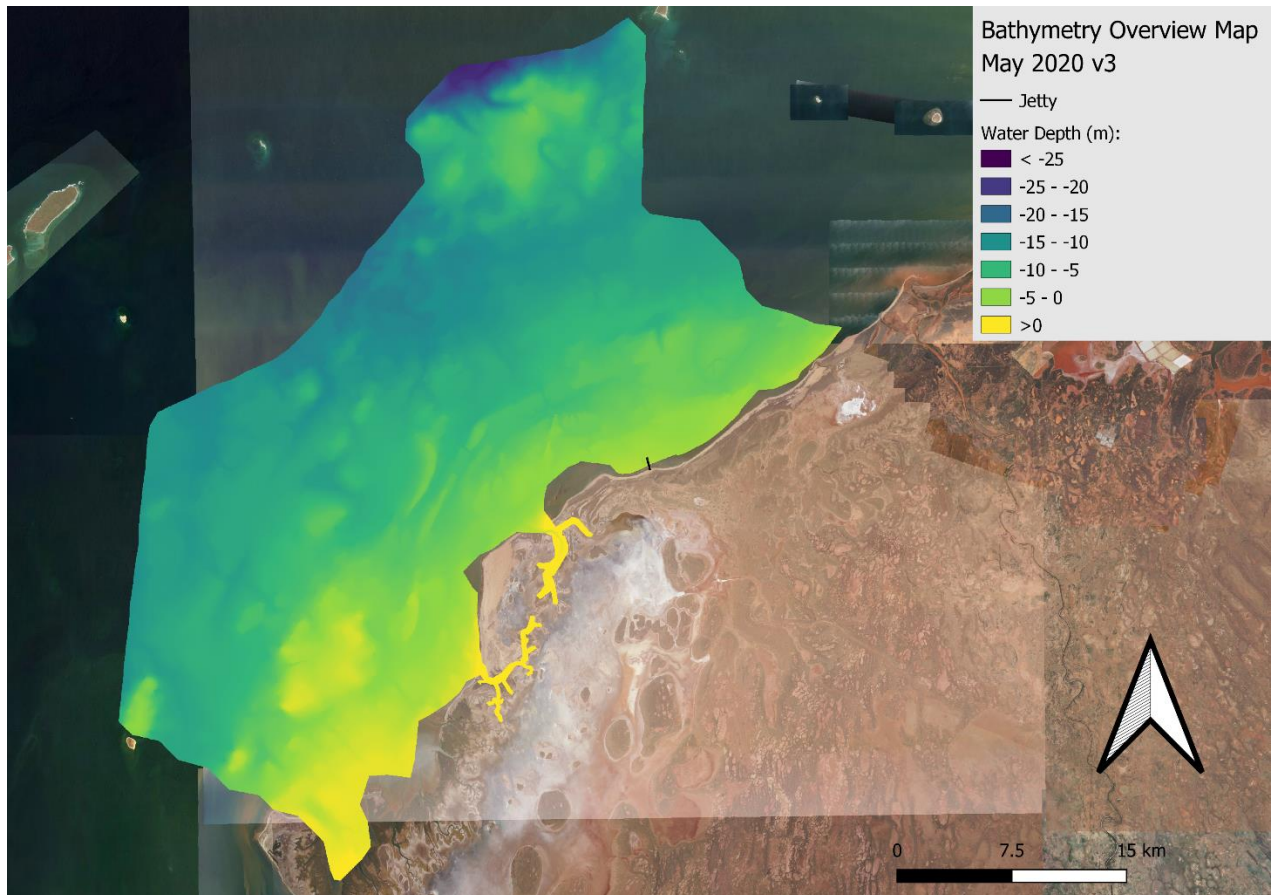 Bathymetry Overview Map
May 2020 v3
Jetty
Water Depth (m):
< -25
-25 - -20
-20 - -15
-15 - -10
-10 - -5
-5 - 0
>0
0 7.5 15 km